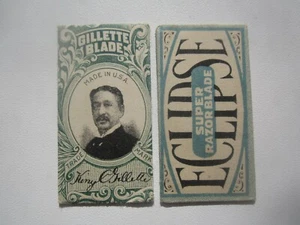 GILLETTE
BLADE
MADE IN U.S.A.
TRADE MARK
King C Gillette
ECLIPSE
SUPER
RAZOR BLADE